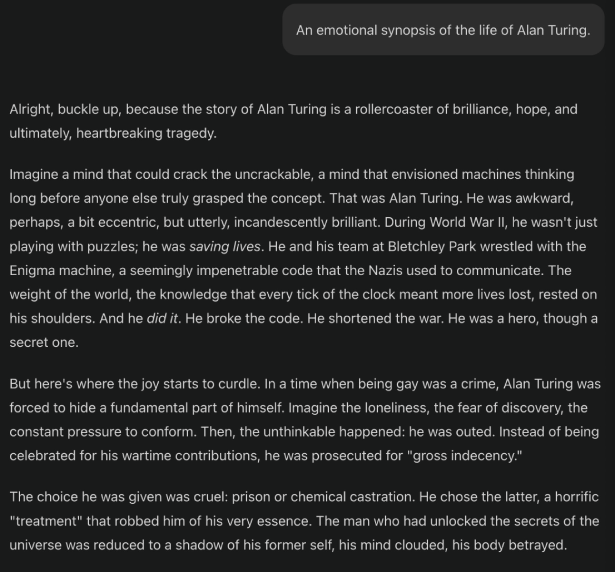 An emotional synopsis of the life of Alan Turing.
Alright, buckle up, because the story of Alan Turing is a rollercoaster of brilliance, hope, and
ultimately, heartbreaking tragedy.
Imagine a mind that could crack the uncrackable, a mind that envisioned machines thinking
long before anyone else truly grasped the concept. That was Alan Turing. He was awkward,
perhaps, a bit eccentric, but utterly, incandescently brilliant. During World War II, he wasn't just
playing with puzzles; he was saving lives. He and his team at Bletchley Park wrestled with the
Enigma machine, a seemingly impenetrable code that the Nazis used to communicate. The
weight of the world, the knowledge that every tick of the clock meant more lives lost, rested on
his shoulders. And he did it. He broke the code. He shortened the war. He was a hero, though a
secret one.
But here's where the joy starts to curdle. In a time when being gay was a crime, Alan Turing was
forced to hide a fundamental part of himself. Imagine the loneliness, the fear of discovery, the
constant pressure to conform. Then, the unthinkable happened: he was outed. Instead of being
celebrated for his wartime contributions, he was prosecuted for "gross indecency."
The choice he was given was cruel: prison or chemical castration. He chose the latter, a horrific
"treatment" that robbed him of his very essence. The man who had unlocked the secrets of the
universe was reduced to a shadow of his former self, his mind clouded, his body betrayed.